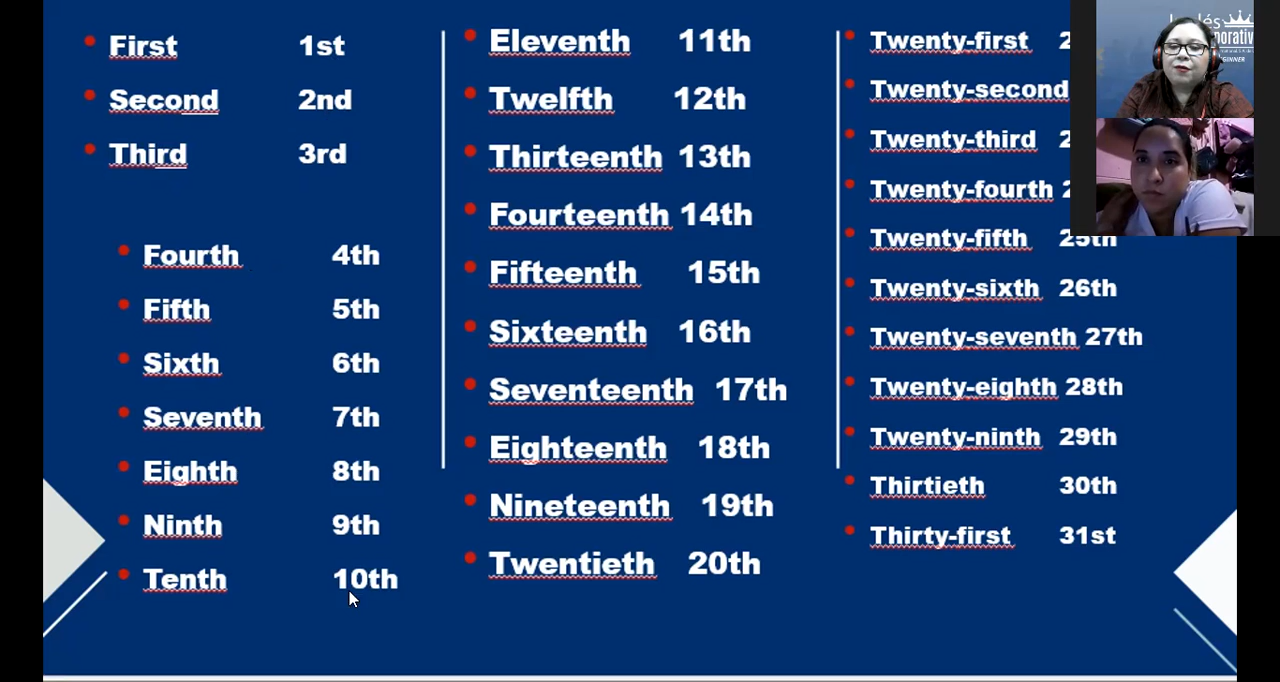 First 1st
Second 2nd
Third 3rd
Fourth 4th
Fifth 5th
Sixth 6th
Seventh 7th
Eighth 8th
Ninth 9th
Tenth 10th
Eleventh 11th
Twelfth 12th
Thirteenth 13th
Fourteenth 14th
Fifteenth 15th
Sixteenth 16th
Seventeenth 17th
Eighteenth 18th
Nineteenth 19th
Twentieth 20th
Twenty-first 2
Twenty-second
Twenty-third 2
Twenty-fourth 2
Twenty-fifth 25th
Twenty-sixth 26th
Twenty-seventh 27th
Twenty-eighth 28th
Twenty-ninth 29th
Thirtieth 30th
Thirty-first 31st